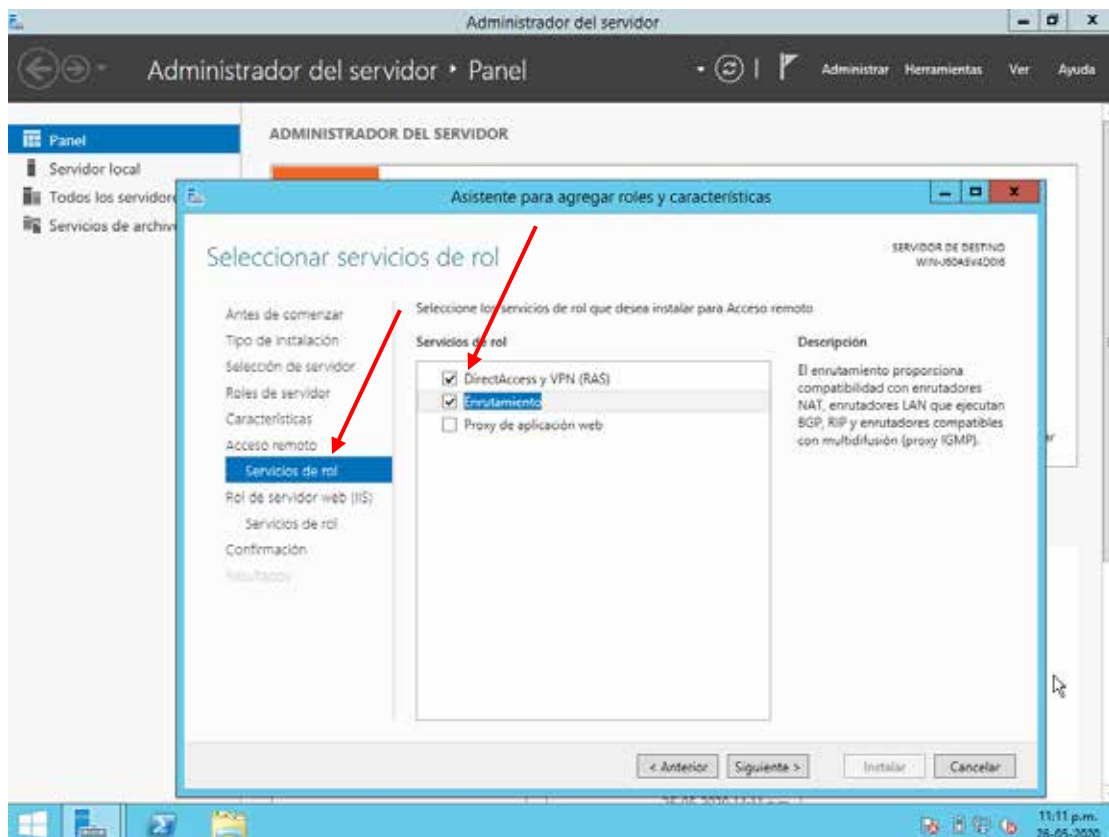 Administrador del servidor
Administrador del servidor • Panel
Administrar Herramientas Ver Ayuda
Panel
Servidor local
Todos los servidore
Servicios de archiv
ADMINISTRADOR DEL SERVIDOR
Asistente para agregar roles y características
Seleccionar servicios de rol
SERVIDOR DE DESTINO
Antes de comenzar
Tipo de instalación
Selección de servidor
Roles de servidor
Características
Acceso remoto
Servicios de rol
Rol de servidor web (IIS)
Servicios de rol
Confirmación
Resultados
Seleccione los servicios de rol que desea instalar para Acceso remoto
Servicios de rol
DirectAccess y VPN (RAS)
Enrutamiento
Proxy de aplicación web
Descripción
El enrutamiento proporciona
compatibilidad con enrutadores
NAT, enrutadores LAN que ejecutan
BGP, RIP y enrutadores compatibles
con multidifusión (proxy IGMP).
< Anterior Siguiente > Instalar Cancelar
11:11 p.m.
26-05-2020